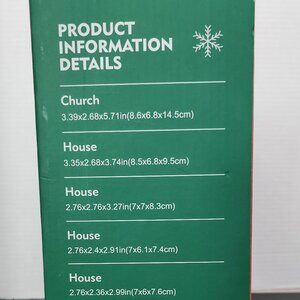 PRODUCT
INFORMATION
DETAILS
Church
3.39x2.68x5.71in(8.6x6.8x14.5cm)
House
3.35x2.68x3.74in(8.5x6.8x9.5cm)
House
2.76x2.76x3.27in(7x7x8.3cm)
House
2.76x2.4x2.91in(7x6.1x7.4cm)
House
2.76x2.36x2.99in(7x6x7.6cm)